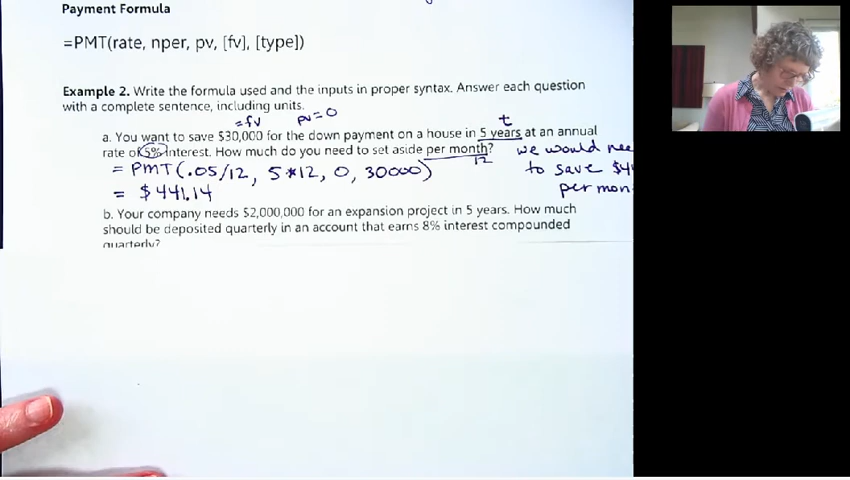 Payment Formula
=PMT(rate, nper, pv, [fv], [type])
Example 2. Write the formula used and the inputs in proper syntax. Answer each question
with a complete sentence, including units.
=fv pv=0 t
a. You want to save $30,000 for the down payment on a house in 5 years at an annual
rate of 5% interest. How much do you need to set aside per month?
12
we would nee
= PMT(.05/12, 5*12, 0, 30000)
to save $44
= $441.14
per mon
b. Your company needs $2,000,000 for an expansion project in 5 years. How much
should be deposited quarterly in an account that earns 8% interest compounded
quarterly?